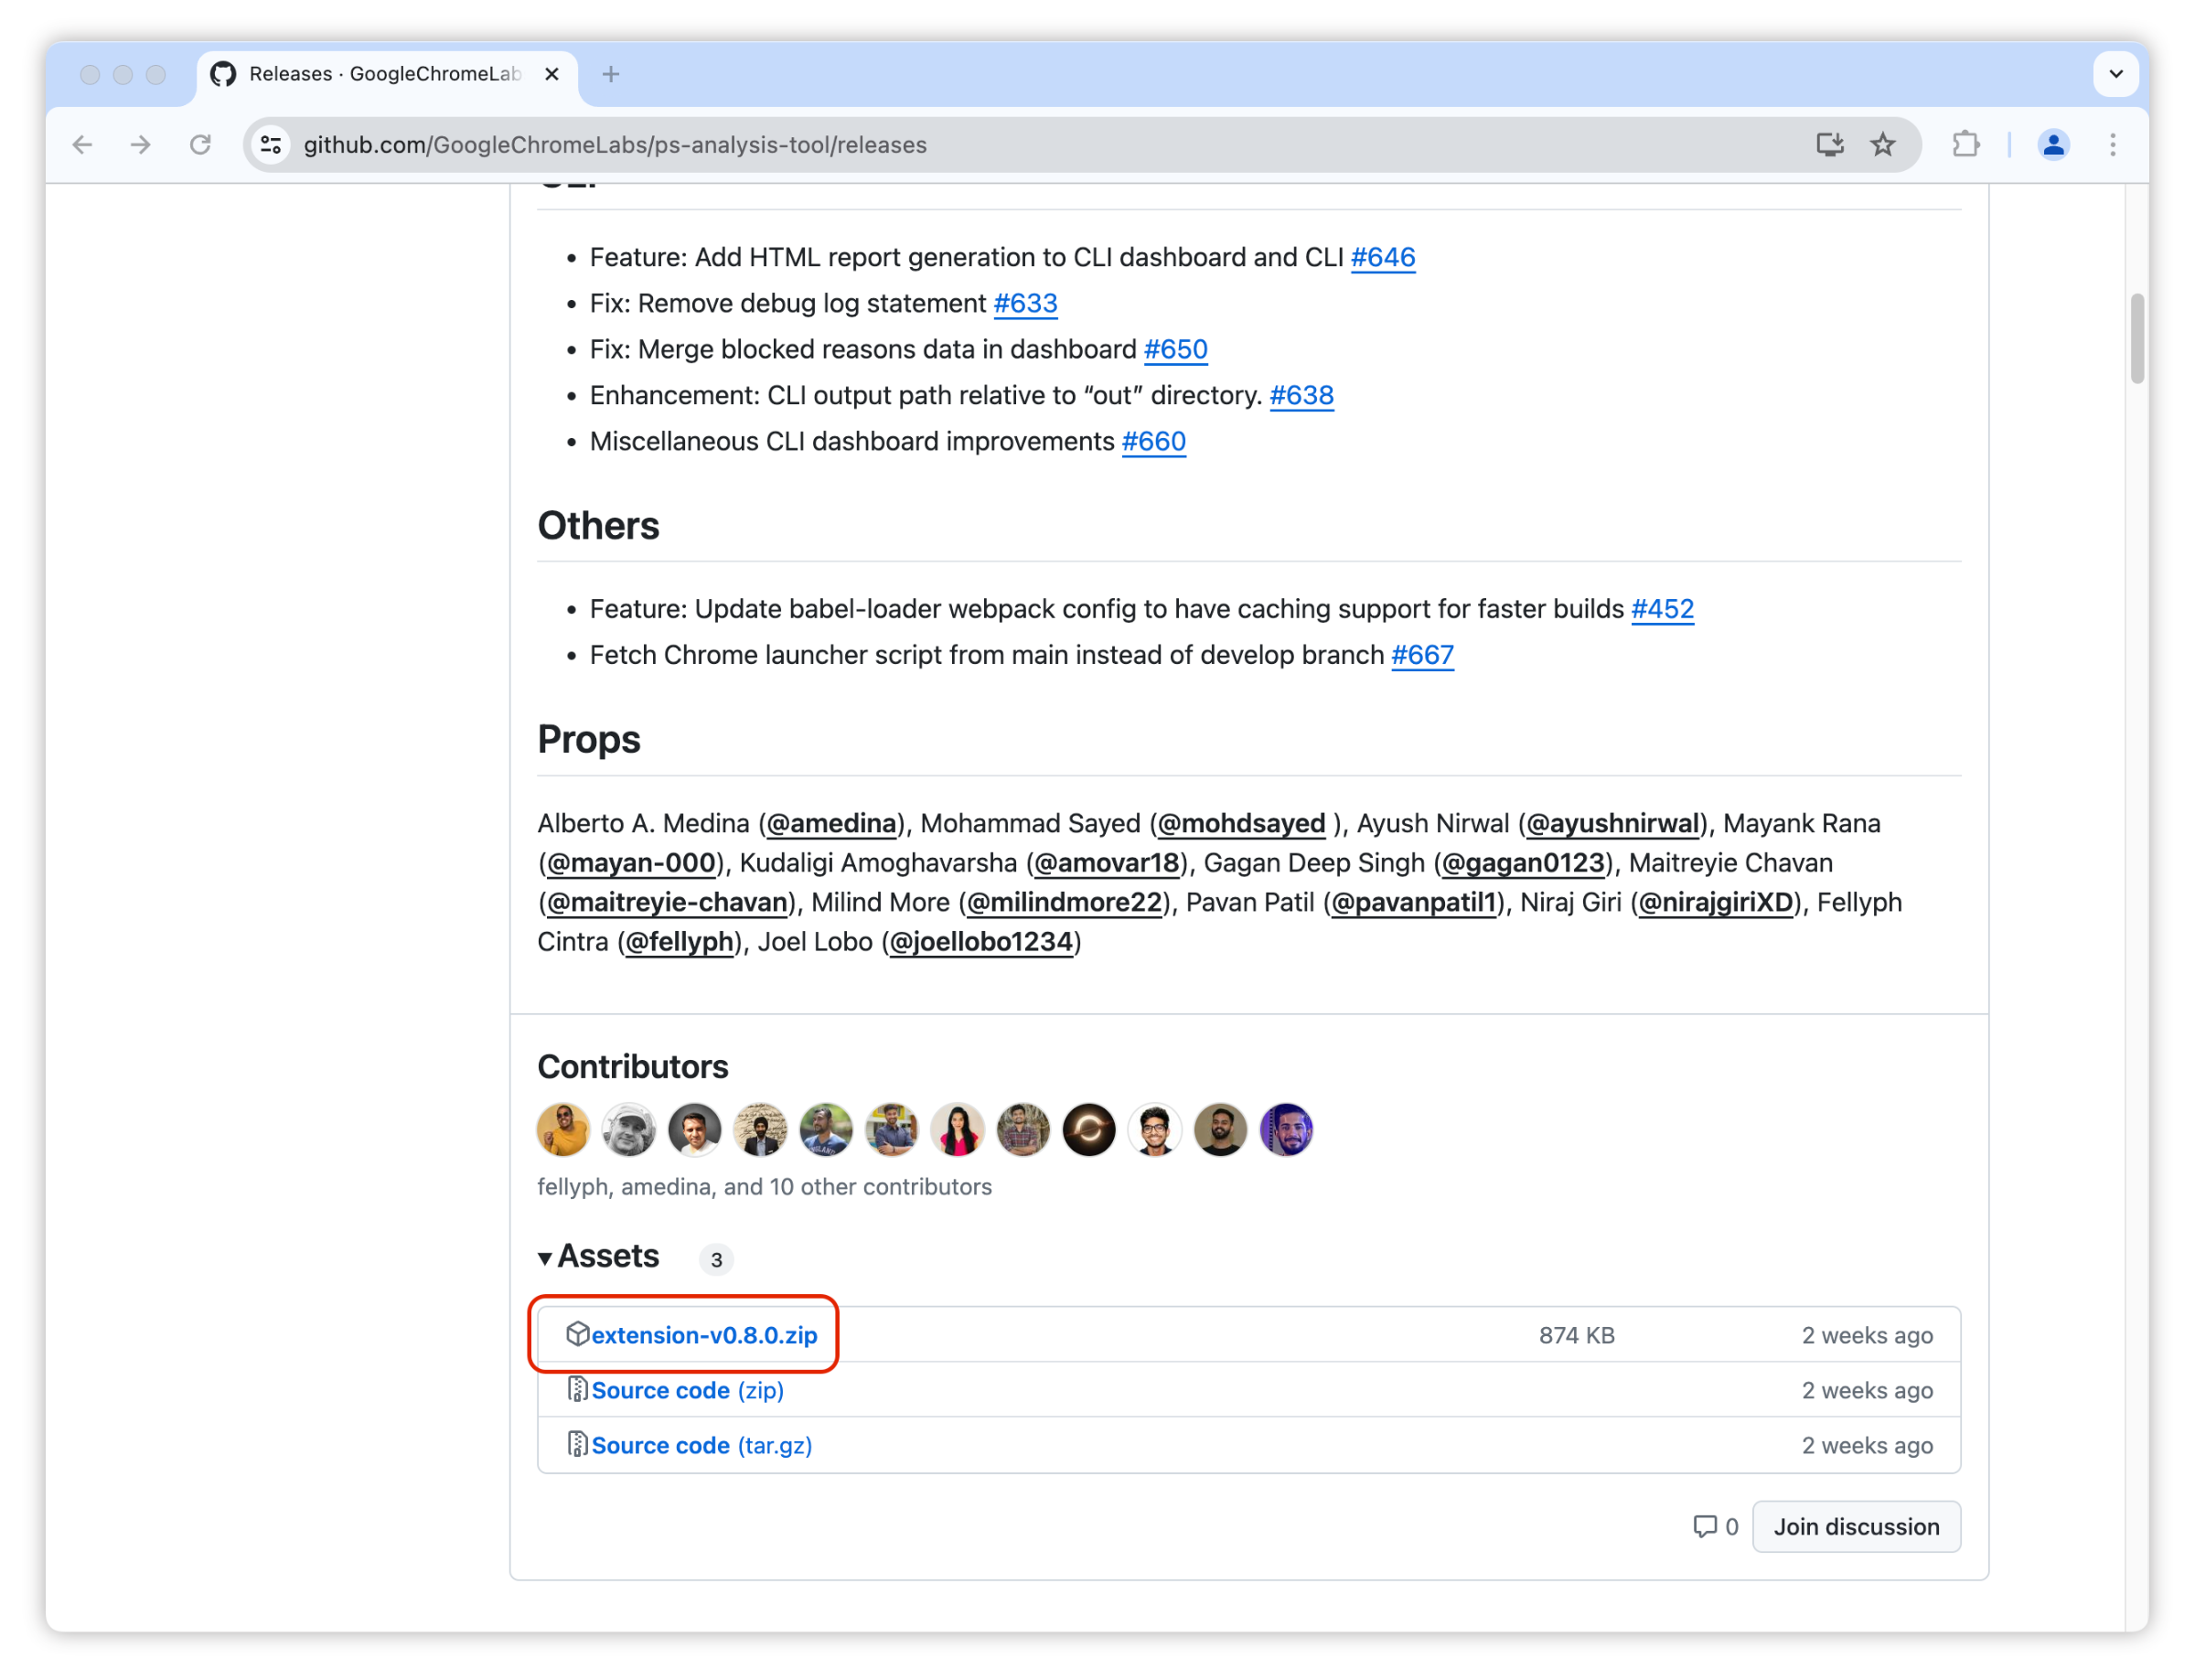 Releases · GoogleChromeLab
github.com/GoogleChromeLabs/ps-analysis-tool/releases
Feature: Add HTML report generation to CLI dashboard and CLI #646
Fix: Remove debug log statement #633
Fix: Merge blocked reasons data in dashboard #650
Enhancement: CLI output path relative to “out” directory. #638
Miscellaneous CLI dashboard improvements #660
Others
Feature: Update babel-loader webpack config to have caching support for faster builds #452
Fetch Chrome launcher script from main instead of develop branch #667
Props
Alberto A. Medina (@amedina), Mohammad Sayed (@mohdsayed ), Ayush Nirwal (@ayushnirwal), Mayank Rana
(@mayan-000), Kudaligi Amoghavarsha (@amovar18), Gagan Deep Singh (@gagan0123), Maitreyie Chavan
(@maitreyie-chavan), Milind More (@milindmore22), Pavan Patil (@pavanpatil1), Niraj Giri (@nirajgiriXD), Fellyph
Cintra (@fellyph), Joel Lobo (@joellobo1234)
Contributors
fellyph, amedina, and 10 other contributors
Assets 3
extension-v0.8.0.zip 874 KB 2 weeks ago
Source code (zip) 2 weeks ago
Source code (tar.gz) 2 weeks ago
0 Join discussion